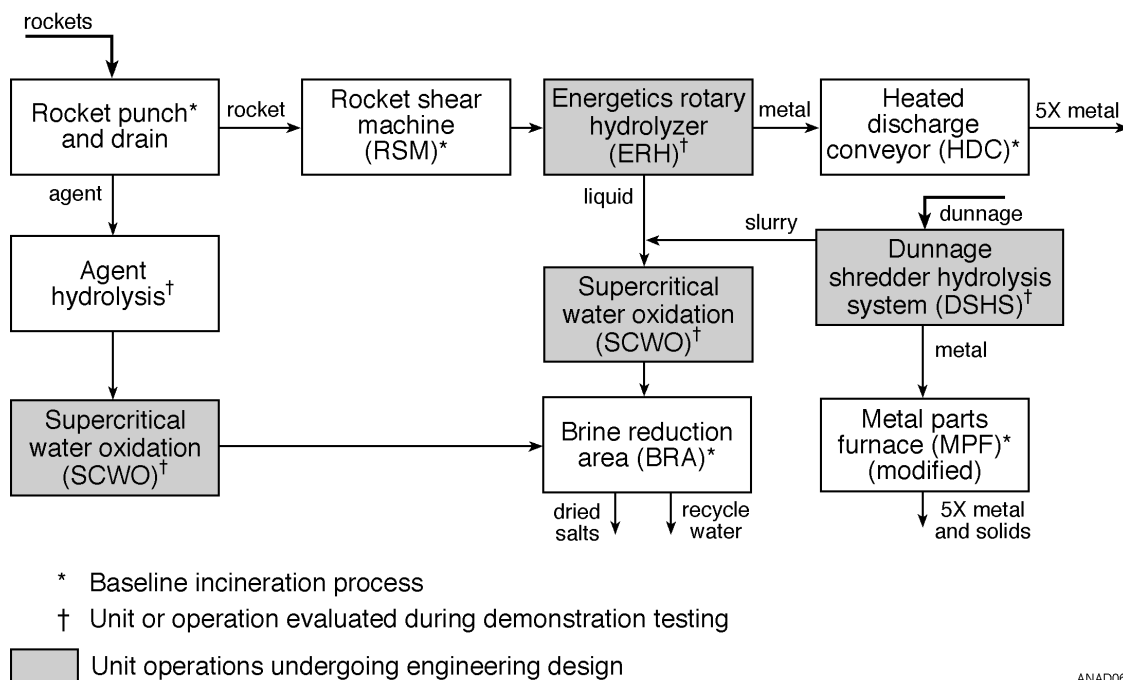 rockets
Rocket punch*
and drain
rocket
Rocket shear
machine
(RSM)*
Energetics rotary
hydrolyzer
(ERH)†
metal
Heated
discharge
conveyor (HDC)*
5X metal
agent
liquid
slurry
dunnage
Agent
hydrolysis†
Supercritical
water oxidation
(SCWO)†
Dunnage
shredder hydrolysis
system (DSHS)†
metal
Supercritical
water oxidation
(SCWO)†
Brine reduction
area (BRA)*
Metal parts
furnace (MPF)*
(modified)
dried
salts
recycle
water
5X metal
and solids
* Baseline incineration process
† Unit or operation evaluated during demonstration testing
Unit operations undergoing engineering design
ANAD06